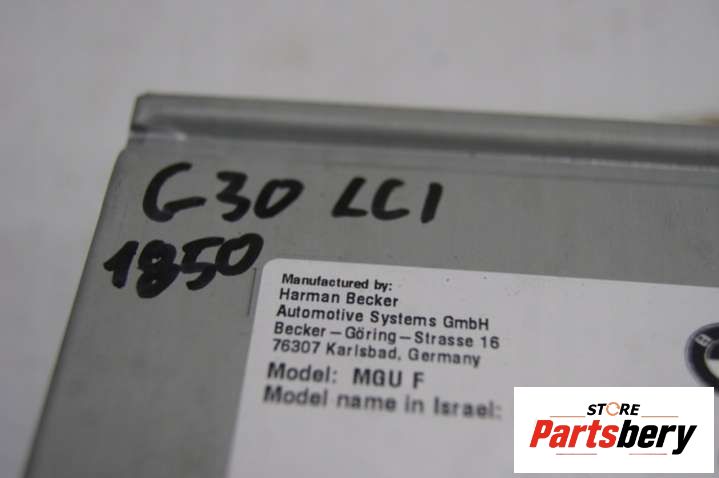 G30 LCI
1850
Manufactured by:
Harman Becker
Automotive Systems GmbH
Becker-Göring-Strasse 16
76307 Karlsbad, Germany
Model: MGU F
Model name in Israel:
B
STORE
Partsbery